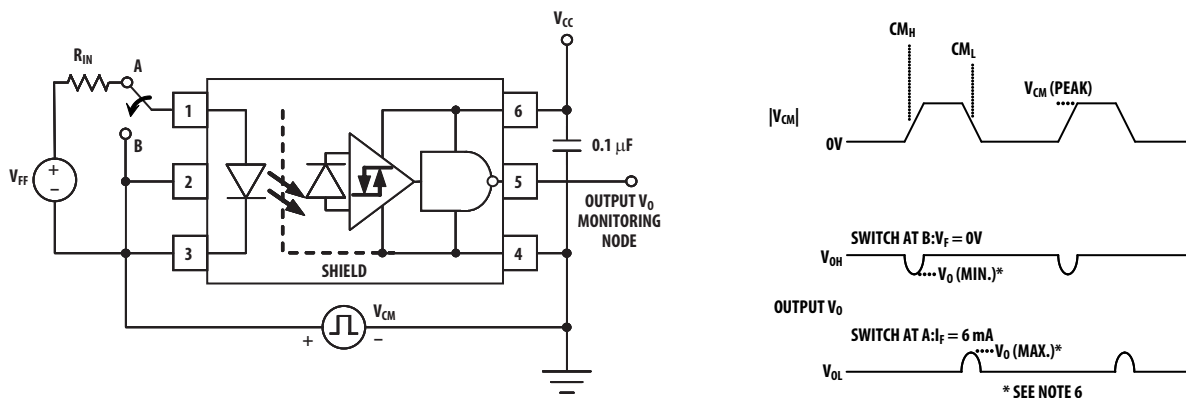 V_CC
R_IN
A
1
6
B
0.1 μF
V_FF
+
−
2
5
OUTPUT V_O
MONITORING
NODE
3
4
SHIELD
V_CM
+
−
CM_H
CM_L
V_CM (PEAK)
|V_CM|
0V
SWITCH AT B:V_F = 0V
V_OH
V_O (MIN.)*
OUTPUT V_O
SWITCH AT A:I_F = 6 mA
V_O (MAX.)*
V_OL
* SEE NOTE 6